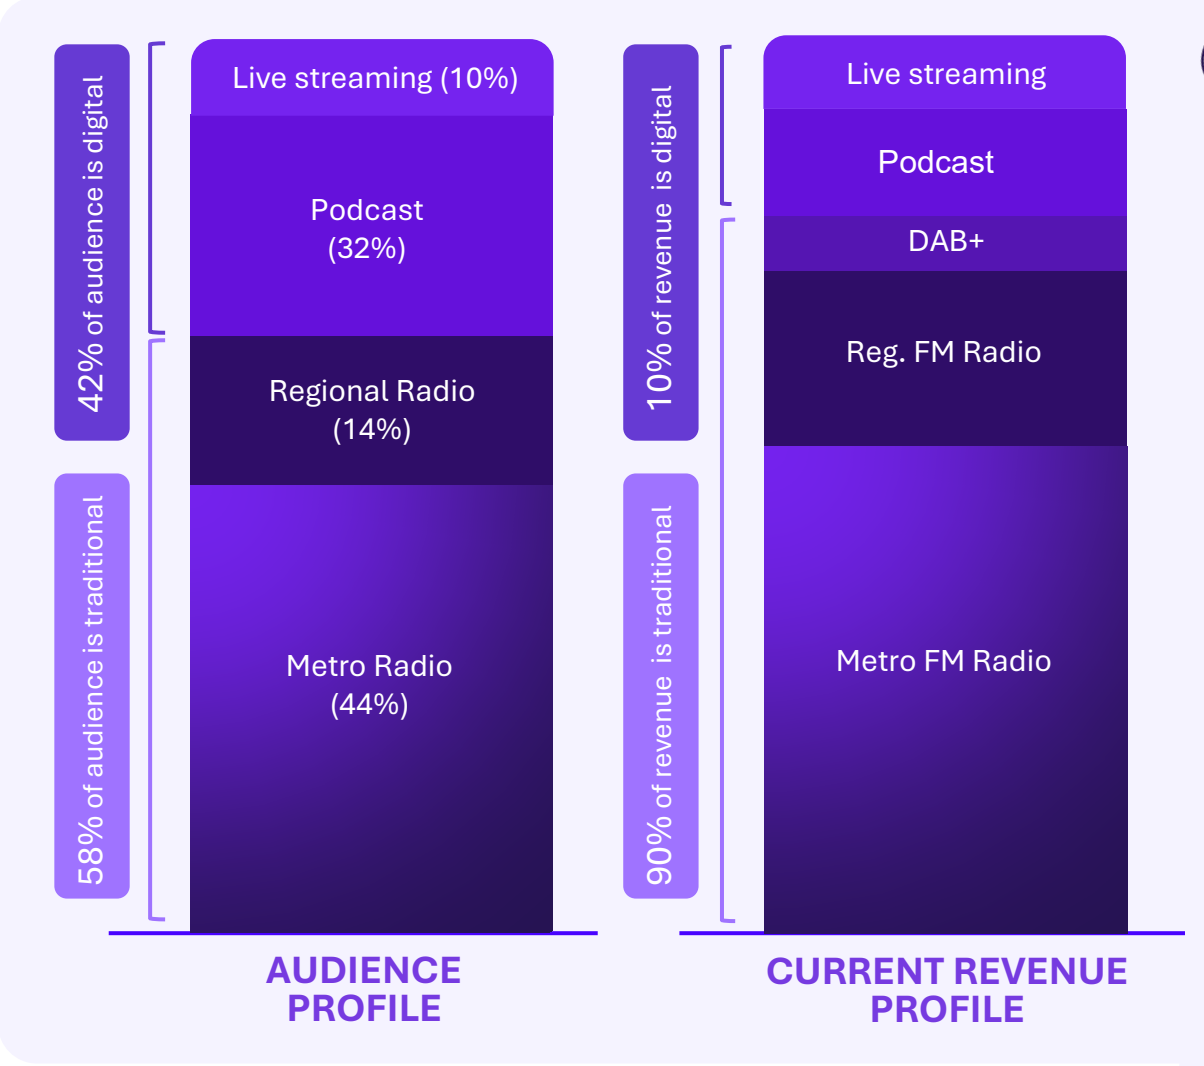 42% of audience is digital
58% of audience is traditional
Live streaming (10%)
Podcast
(32%)
Regional Radio
(14%)
Metro Radio
(44%)
AUDIENCE
PROFILE
10% of revenue  is digital
90% of revenue  is traditional
Live streaming
Podcast
DAB+
Reg. FM Radio
Metro FM Radio
CURRENT REVENUE
PROFILE